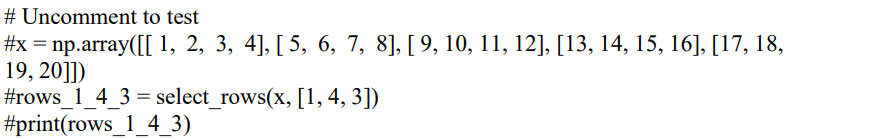 # Uncomment to test
#x = np.array([[ 1,  2,  3, 4], [ 5,  6,  7,  8], [ 9, 10, 11, 12], [13, 14, 15, 16], [17, 18,
19, 20]])
#rows_1_4_3 = select_rows(x, [1, 4, 3])
#print(rows_1_4_3)